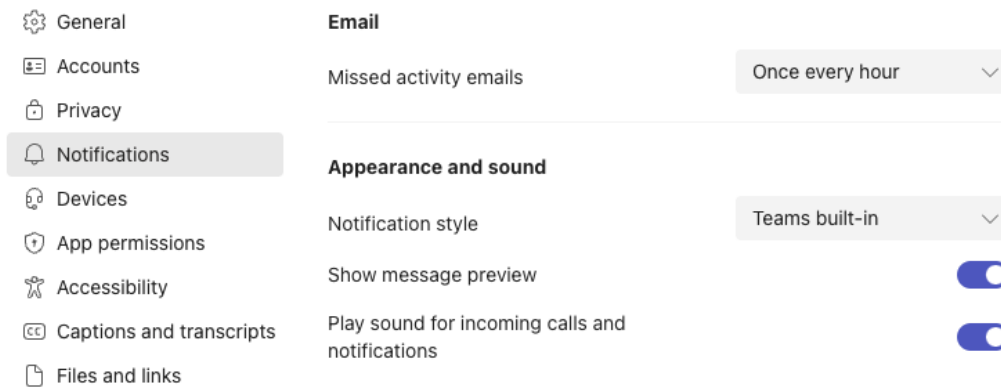 General
Accounts
Privacy
Notifications
Devices
App permissions
Accessibility
CC Captions and transcripts
Files and links
Email
Missed activity emails
Once every hour
Appearance and sound
Notification style
Teams built-in
Show message preview
Play sound for incoming calls and
notifications